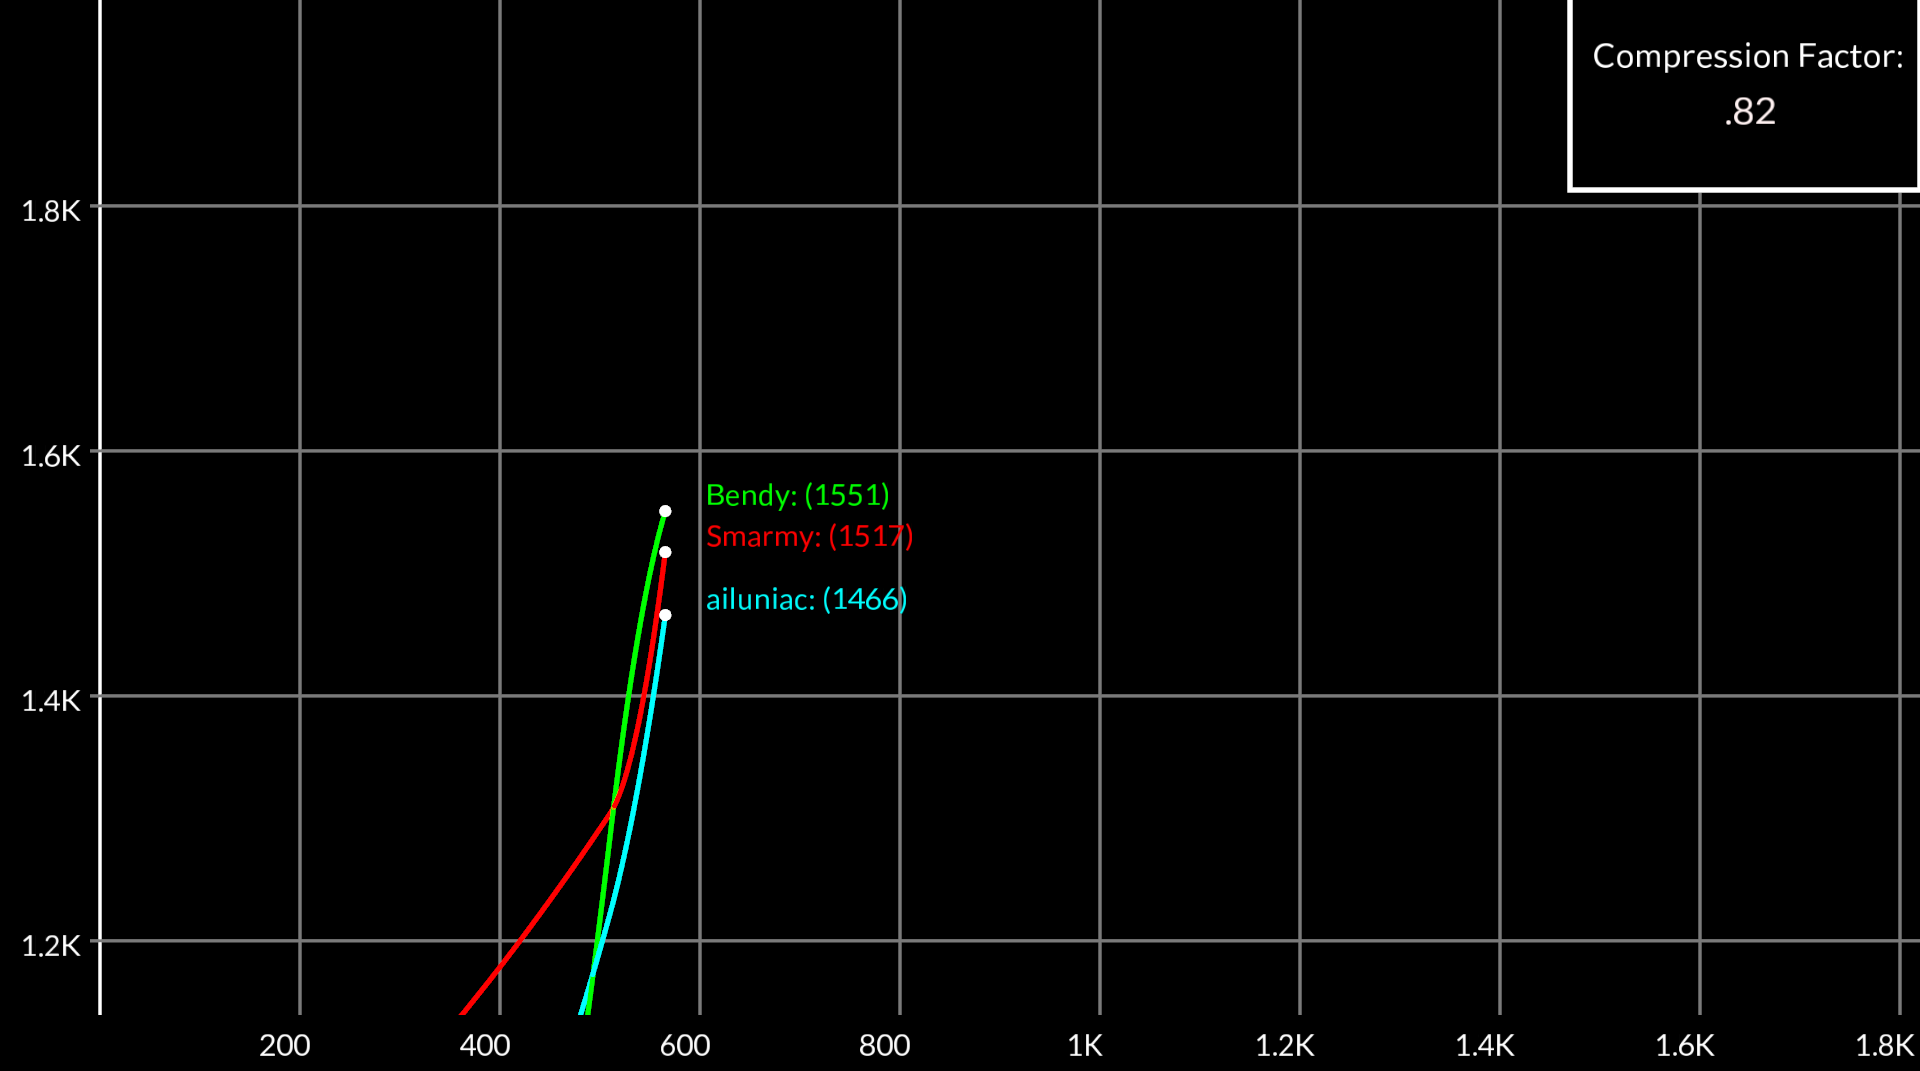 Compression Factor:
.82
1.8K
1.6K
Bendy: (1551)
Smarmy: (1517)
ailuniac: (1466)
1.4K
1.2K
200 400 600 800 1K 1.2K 1.4K 1.6K 1.8K